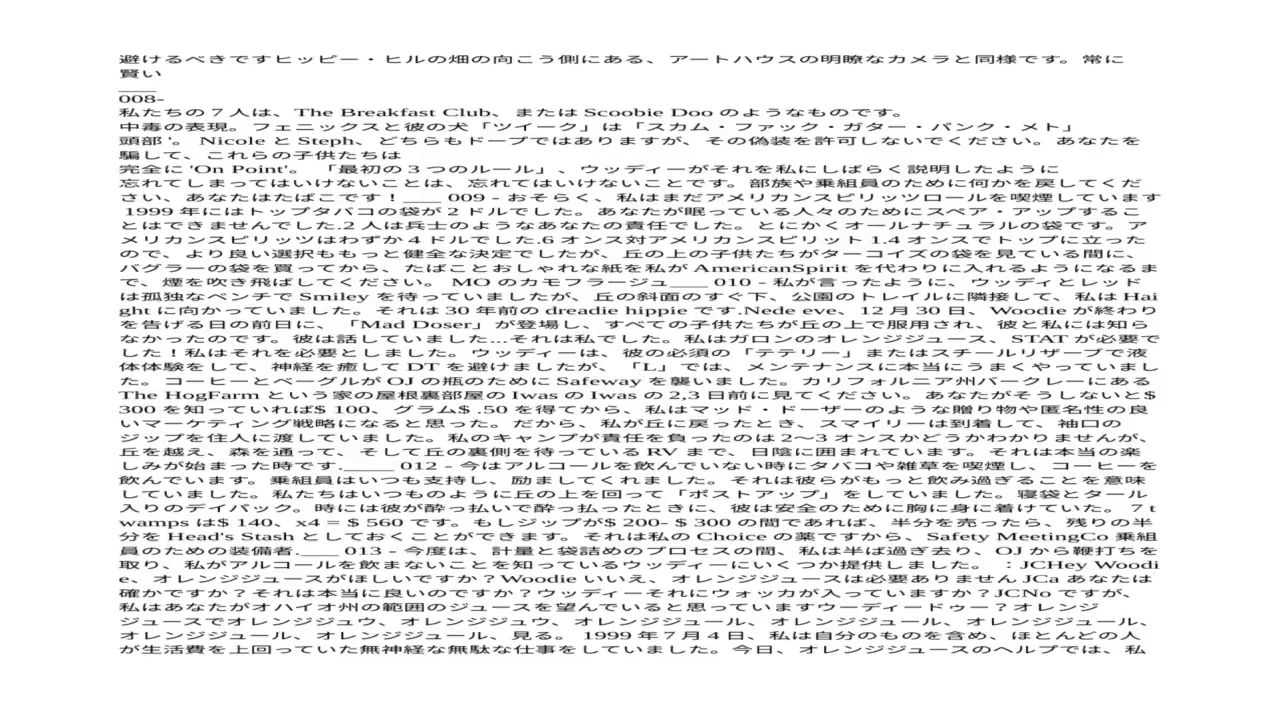 避けるべきですヒッピー・ヒルの畑の向こう側にある、アートハウスの明瞭なカメラと同様です。常に
賢い
____
008-
私たちの 7 人は、The Breakfast Club、または Scoobie Doo のようなものです。
中毒の表現。フェニックスと彼の犬「ツイーク」は「スカム・ファック・ガター・パンク・メト」
頭部 '。 Nicole と Steph、どちらもドープではありますが、その偽装を許可しないでください。あなたを
騙して、これらの子供たちは
完全に 'On Point'。 「最初の 3 つのルール」、ウッディーがそれを私にしばらく説明したように
忘れてしまってはいけないことは、忘れてはいけないことです。部族や乗組員のために何かを戻してくだ
さい、あなたはたばこです！____ 009 - おそらく、私はまだアメリカンスピリッツロールを喫煙しています
 1999 年にはトップタバコの袋が 2 ドルでした。あなたが眠っている人々のためにスペア・アップするこ
とはできませんでした.2 人は兵士のようなあなたの責任でした。とにかくオールナチュラルの袋です。ア
メリカンスピリッツはわずか 4 ドルでした.6 オンス対アメリカンスピリット 1.4 オンスでトップに立った
ので、より良い選択ももっと健全な決定でしたが、丘の上の子供たちがターコイズの袋を見ている間に、
バグラーの袋を買ってから、たばことおしゃれな紙を私が AmericanSpirit を代わりに入れるようになるま
で、煙を吹き飛ばしてください。 MO のカモフラージュ____ 010 - 私が言ったように、ウッディとレッド
は孤独なベンチで Smiley を待っていましたが、丘の斜面のすぐ下、公園のトレイルに隣接して、私は Hai
ght に向かっていました。それは 30 年前の dreadie hippie です.Nede eve、12 月 30 日、Woodie が終わり
を告げる日の前日に、「Mad Doser」が登場し、すべての子供たちが丘の上で服用され、彼と私には知ら
なかったのです。彼は話していました...それは私でした。私はガロンのオレンジジュース、STAT が必要で
した！私はそれを必要としました。ウッディーは、彼の必須の「テテリー」またはスチールリザーブで液
体体験をして、神経を癒して DT を避けましたが、「L」では、メンテナンスに本当にうまくやっていまし
た。コーヒーとベーグルが OJ の瓶のために Safeway を襲いました。カリフォルニア州バークレーにある
The HogFarm という家の屋根裏部屋の Iwas の Iwas の 2,3 日前に見てください。あなたがそうしないと$
300 を知っていれば$ 100、グラム$ .50 を得てから、私はマッド・ドーザーのような贈り物や匿名性の良
いマーケティング戦略になると思った。だから、私が丘に戻ったとき、スマイリーは到着して、袖口の
ジップを住人に渡していました。私のキャンプが責任を負ったのは 2〜3 オンスかどうかわかりませんが、
丘を越え、森を通って、そして丘の裏側を待っている RV まで、日陰に囲まれています。それは本当の楽
しみが始まった時です._____ 012 - 今はアルコールを飲んでいない時にタバコや雑草を喫煙し、コーヒーを
飲んでいます。乗組員はいつも支持し、励ましてくれました。それは彼らがもっと飲み過ぎることを意味
していました。私たちはいつものように丘の上を回って「ポストアップ」をしていました。寝袋とタール
入りのデイパック。時には彼が酔っ払いで酔っ払ったときに、彼は安全のために胸に身に着けていた。 7 t
wamps は$ 140、x4 = $ 560 です。もしジップが$ 200- $ 300 の間であれば、半分を売ったら、残りの半
分を Head's Stash としておくことができます。それは私の Choice の薬ですから、Safety MeetingCo 乗組
員のための装備者.____ 013 - 今度は、計量と袋詰めのプロセスの間、私は半ば過ぎ去り、OJ から鞭打ちを
取り、私がアルコールを飲まないことを知っているウッディーにいくつか提供しました。 ：JCHey Woodi
e、オレンジジュースがほしいですか？Woodie いいえ、オレンジジュースは必要ありません JCa あなたは
確かですか？それは本当に良いのですか？ウッディーそれにウォッカが入っていますか？JCNo ですが、
私はあなたがオハイオ州の範囲のジュースを望んでいると思っていますウーディードゥー？オレンジ
ジュースでオレンジジュウ、オレンジジュウ、オレンジジュール、オレンジジュール、オレンジジュール、
オレンジジュール、オレンジジュール、見る。 1999 年 7 月 4 日、私は自分のものを含め、ほとんどの人
が生活費を上回っていた無神経な無駄な仕事をしていました。今日、オレンジジュースのヘルプでは、私